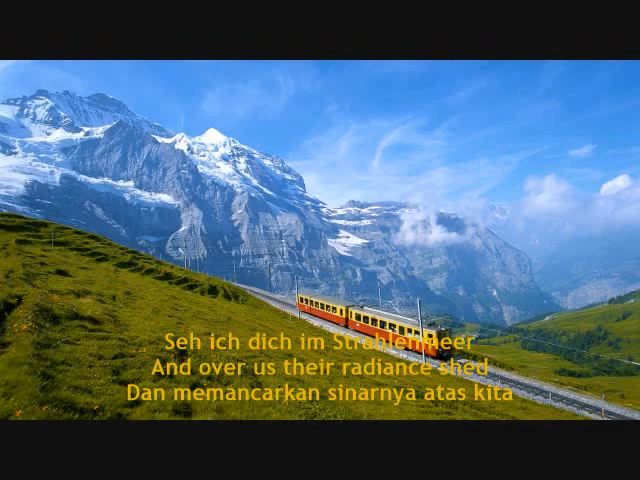 Seh ich dich im Strahlenmeer
And over us their radiance shed
Dan memancarkan sinarnya atas kita